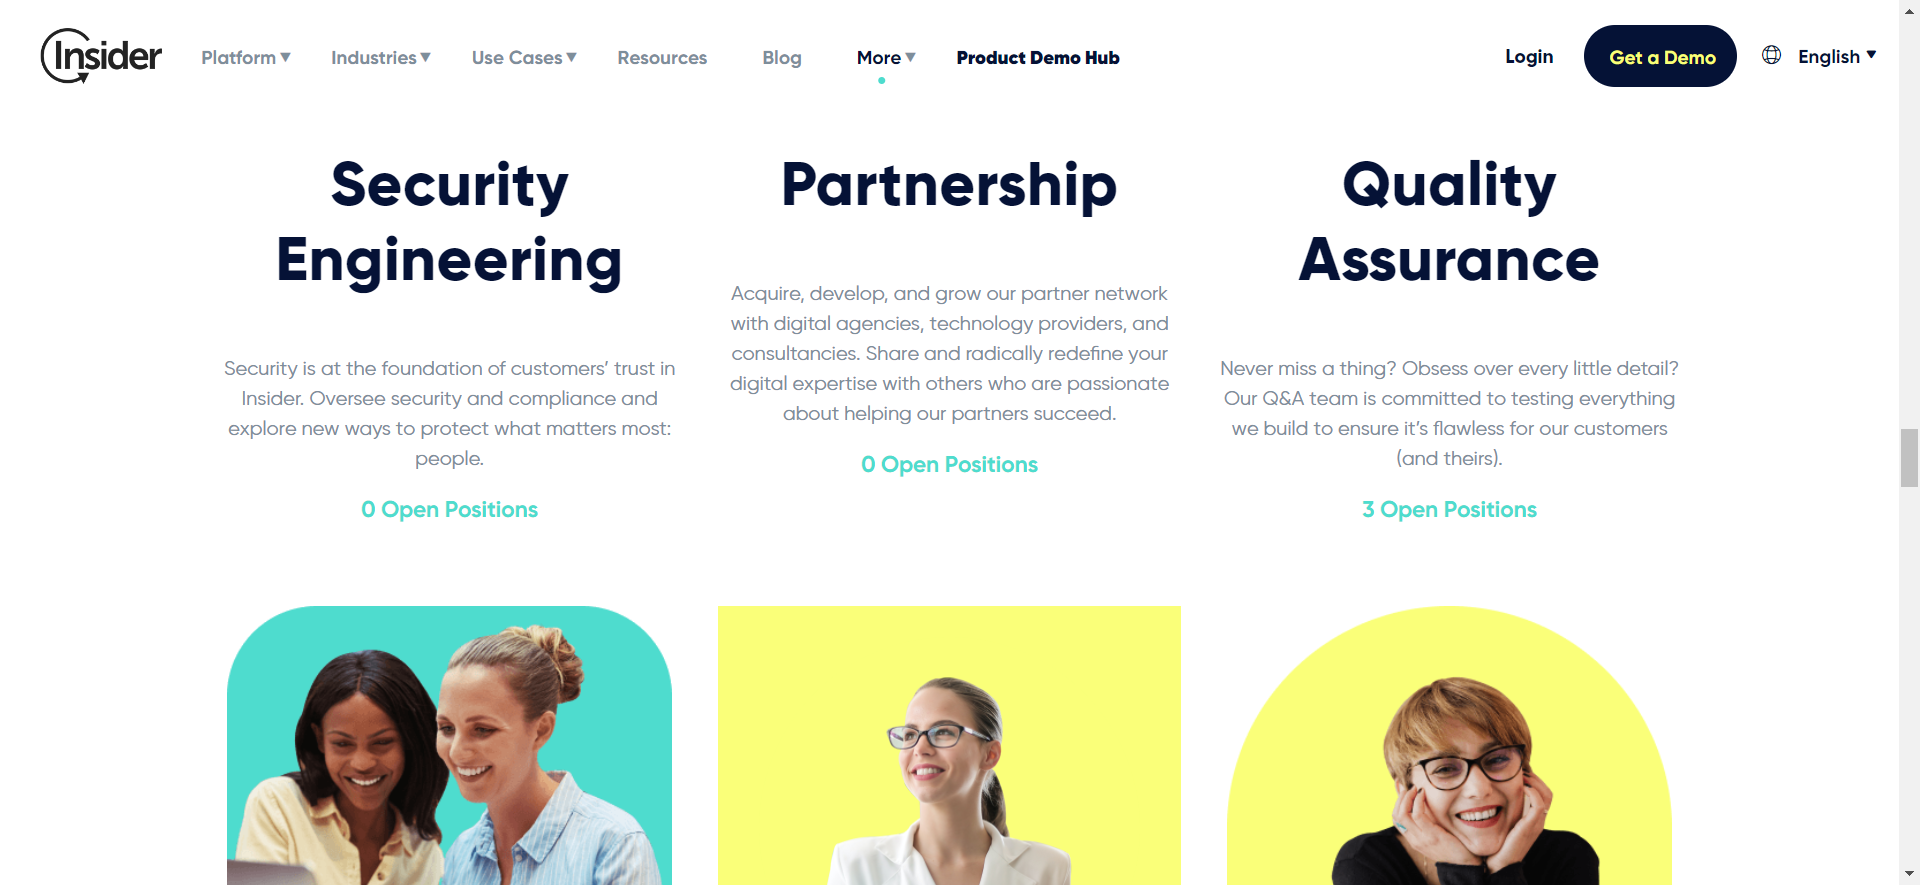 Insider
Platform
Industries
Use Cases
Resources
Blog
More
Product Demo Hub
Login
Get a Demo
English
Security
Engineering
Security is at the foundation of customers’ trust in
Insider. Oversee security and compliance and
explore new ways to protect what matters most:
people.
0 Open Positions
Partnership
Acquire, develop, and grow our partner network
with digital agencies, technology providers, and
consultancies. Share and radically redefine your
digital expertise with others who are passionate
about helping our partners succeed.
0 Open Positions
Quality
Assurance
Never miss a thing? Obsess over every little detail?
Our Q&A team is committed to testing everything
we build to ensure it’s flawless for our customers
(and theirs).
3 Open Positions